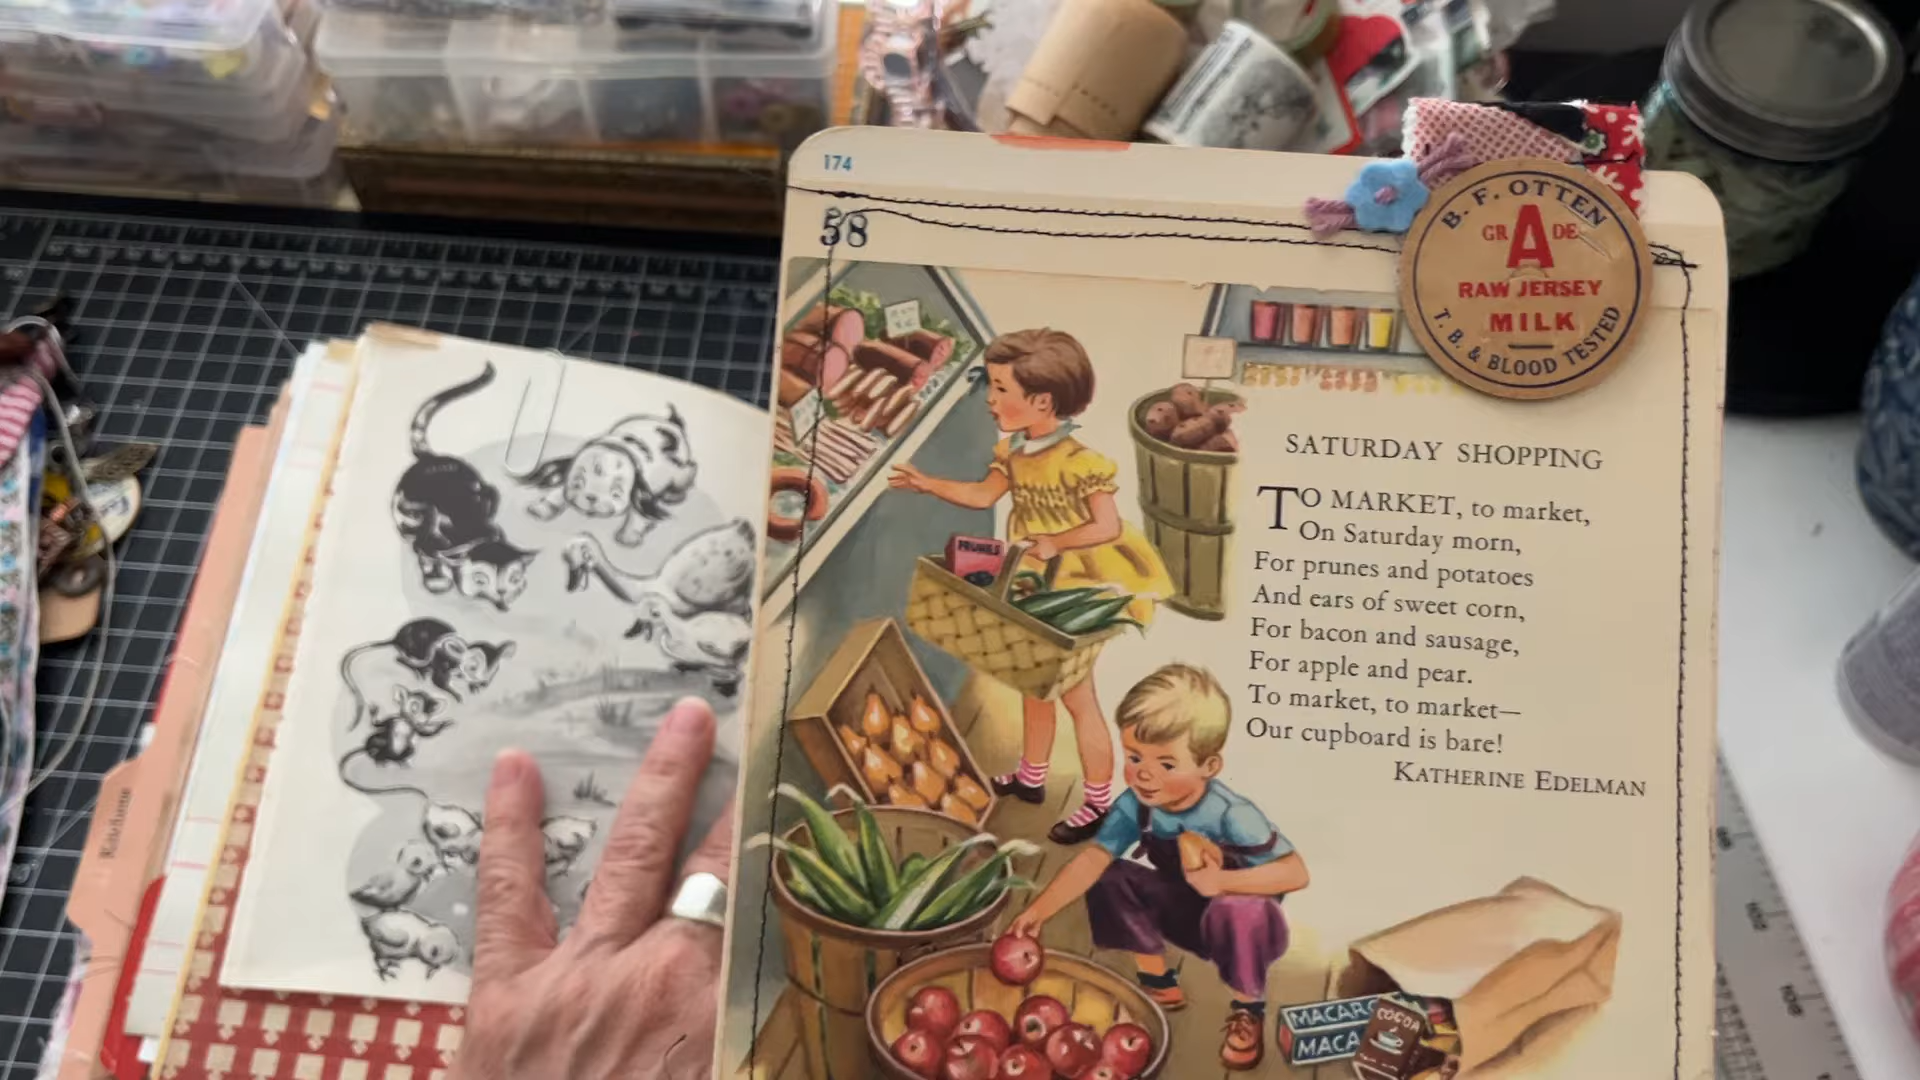 174
58
B. F. OTTEN
GRADE
A
RAW JERSEY
MILK
T. B. & BLOOD TESTED
PRUNES
SATURDAY SHOPPING
TO MARKET, to market,
On Saturday morn,
For prunes and potatoes
And ears of sweet corn,
For bacon and sausage,
For apple and pear.
To market, to market—
Our cupboard is bare!
KATHERINE EDELMAN
MACARO
MACA
COCOA